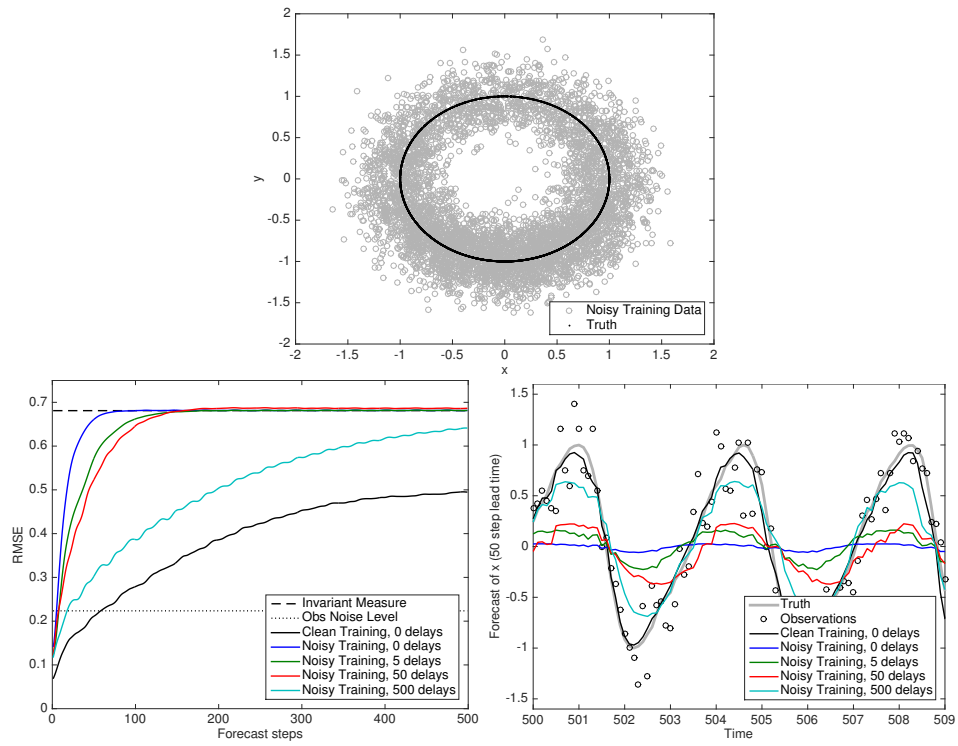 2
1.5
1
0.5
0
-0.5
-1
-1.5
-2
y
-2
-1.5
-1
-0.5
0
0.5
1
1.5
2
x
Noisy Training Data
Truth
0.7
0.6
0.5
0.4
0.3
0.2
0.1
0
RMSE
0
100
200
300
400
500
Forecast steps
Invariant Measure
Obs Noise Level
Clean Training, 0 delays
Noisy Training, 0 delays
Noisy Training, 5 delays
Noisy Training, 50 delays
Noisy Training, 500 delays
1.5
1
0.5
0
-0.5
-1
-1.5
Forecast of x (50 step lead time)
500
501
502
503
504
505
506
507
508
509
Time
Truth
Observations
Clean Training, 0 delays
Noisy Training, 0 delays
Noisy Training, 5 delays
Noisy Training, 50 delays
Noisy Training, 500 delays